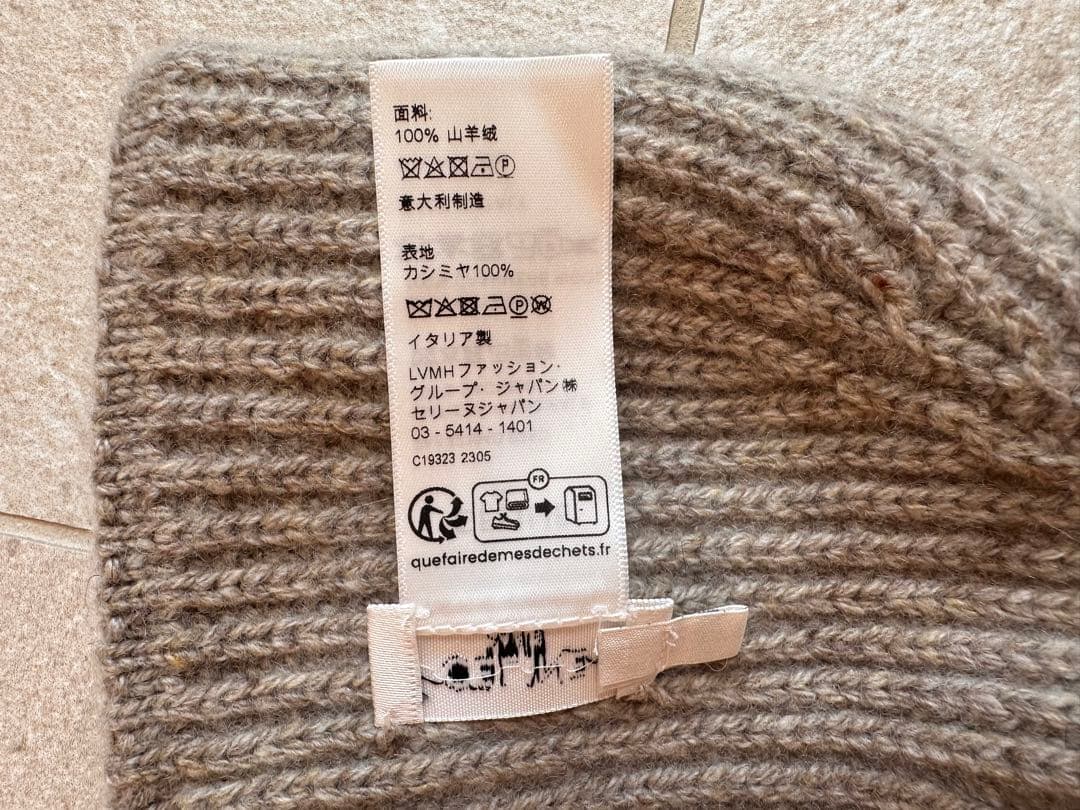 面料:
100% 山羊绒
P
意大利制造
表地
カシミヤ100%
P W
イタリア製
LVMHファッション・
グループ・ジャパン㈱
セリーヌジャパン
03 - 5414 - 1401
C19323 2305
FR
quefairedemesdechets.fr